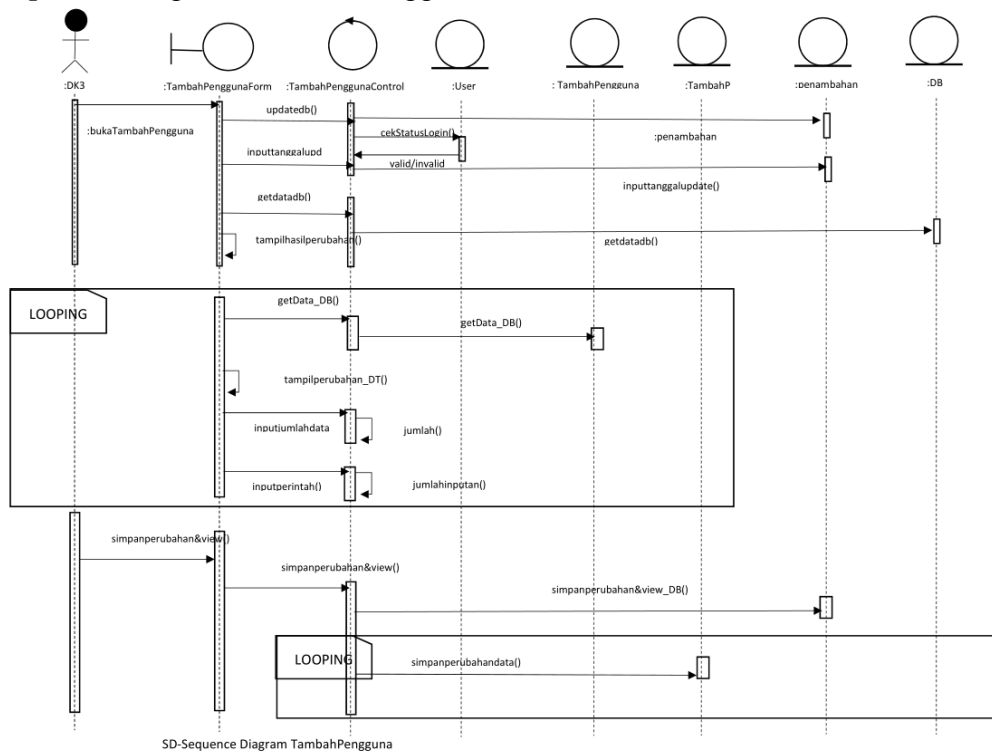 :DK3
:TambahPenggunaForm
:TambahPenggunaControl
:User
: TambahPengguna
:TambahP
:penambahan
:DB
updatedb()
:bukaTambahPengguna
cekStatusLogin()
:penambahan
inputtanggalupd
valid/invalid
inputtanggalupdate()
getdatadb()
tampilhasilperubahan()
getdatadb()
LOOPING
getData_DB()
getData_DB()
tampilperubahan_DT()
inputjumlahdata
jumlah()
inputperintah()
jumlahinputan()
simpanperubahan&view()
simpanperubahan&view()
simpanperubahan&view_DB()
LOOPING
simpanperubahandata()
SD-Sequence Diagram TambahPengguna